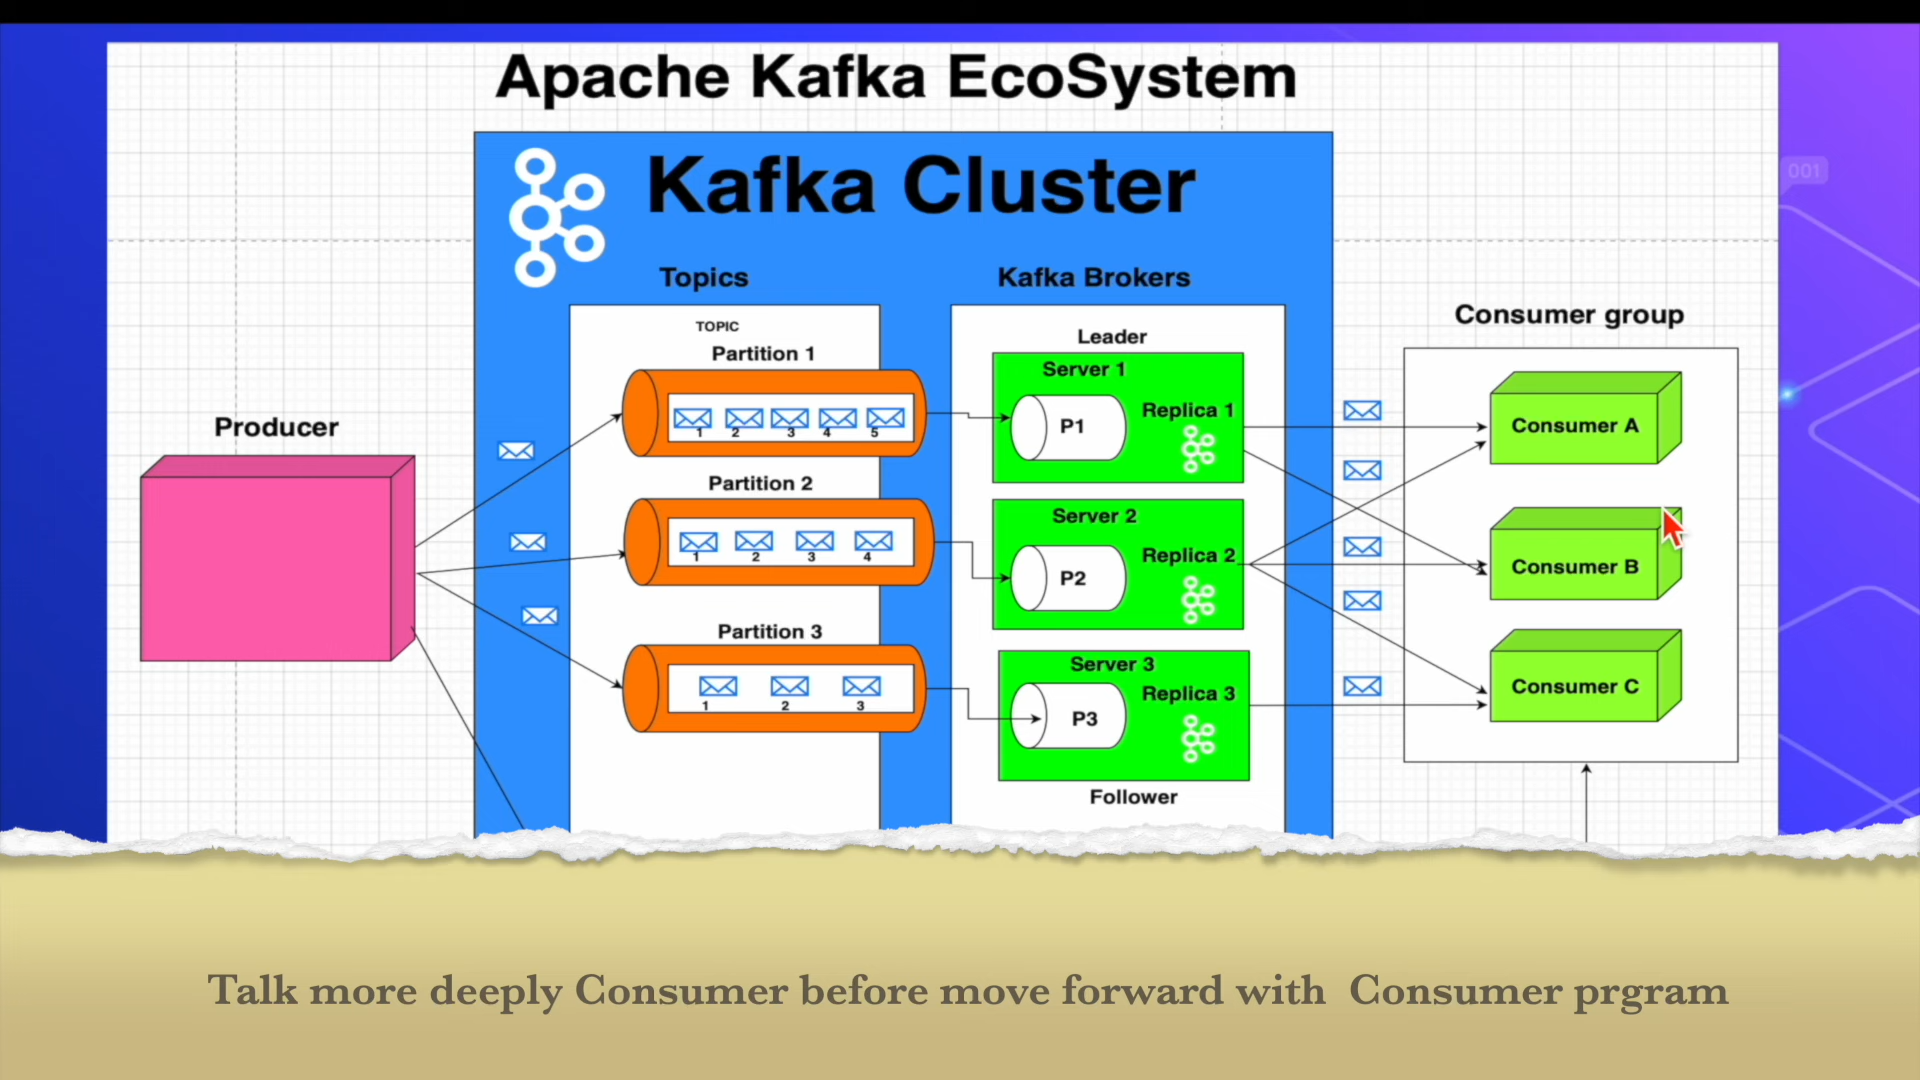 Apache Kafka EcoSystem
Kafka Cluster
001
Topics
Kafka Brokers
Consumer group
TOPIC
Partition 1
1 2 3 4 5
Partition 2
1 2 3 4
Partition 3
1 2 3
Producer
Leader
Server 1
P1
Replica 1
Server 2
P2
Replica 2
Server 3
P3
Replica 3
Follower
Consumer A
Consumer B
Consumer C
Talk more deeply Consumer before move forward with Consumer prgram